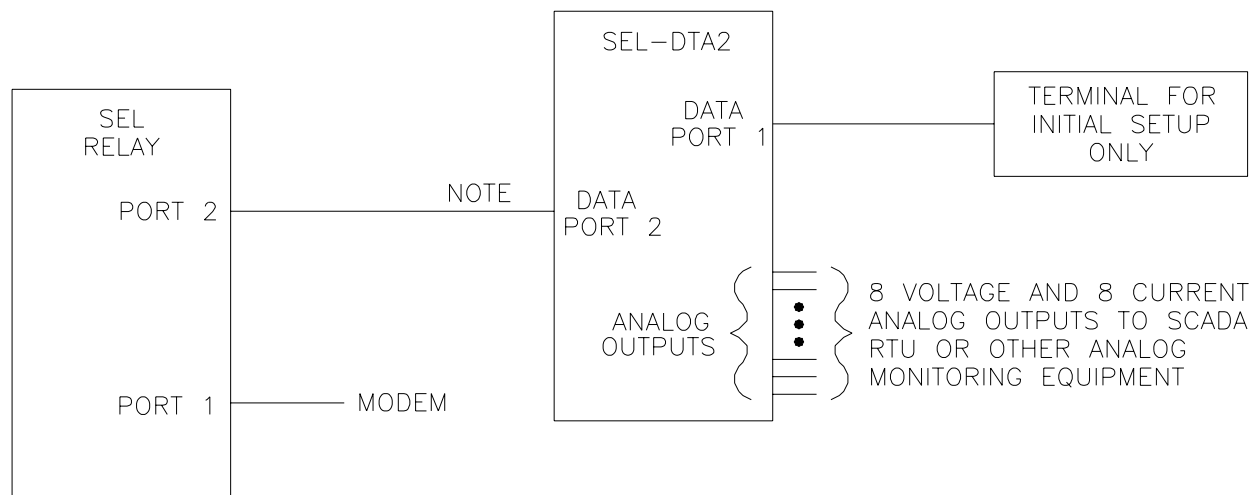 SEL-DTA2
SEL
RELAY
DATA
PORT 1
TERMINAL FOR
INITIAL SETUP
ONLY
PORT 2
NOTE
DATA
PORT 2
ANALOG
OUTPUTS
8 VOLTAGE AND 8 CURRENT
ANALOG OUTPUTS TO SCADA
RTU OR OTHER ANALOG
MONITORING EQUIPMENT
PORT 1
MODEM